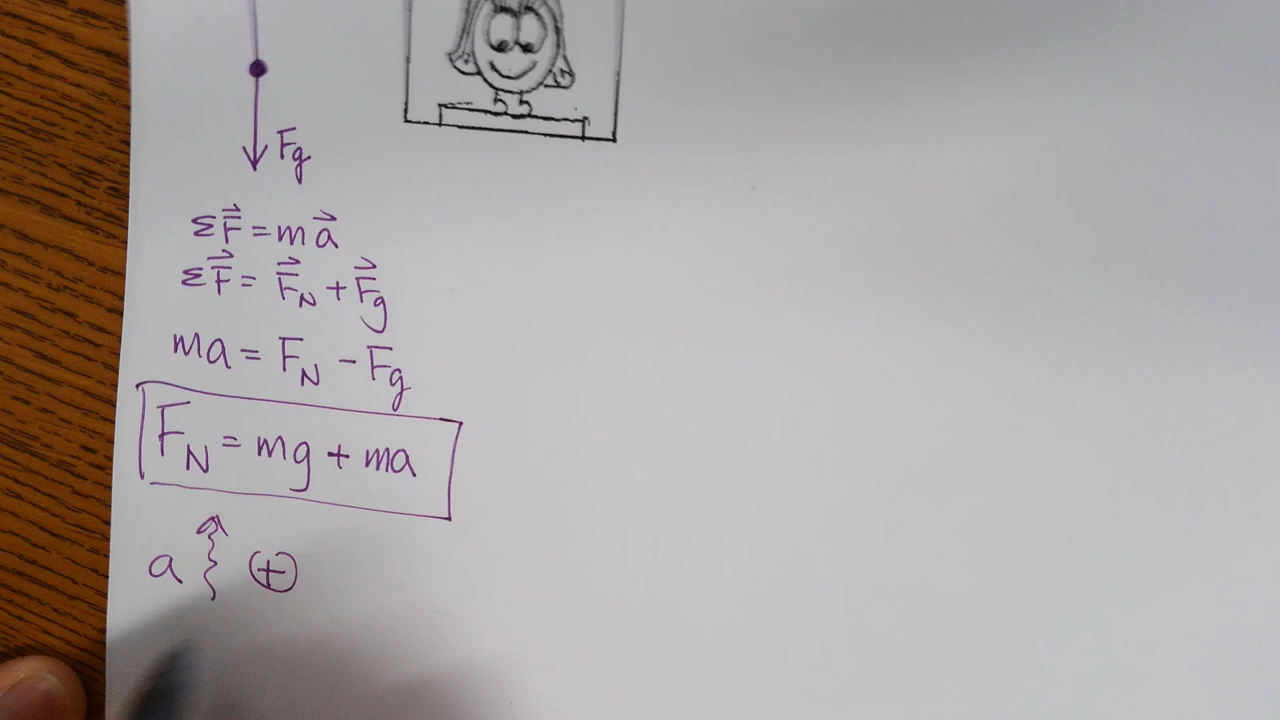 Fg
ΣF⃗ = ma⃗
ΣF⃗ = F⃗N + F⃗g
ma = FN - Fg
FN = mg + ma
a ⊕